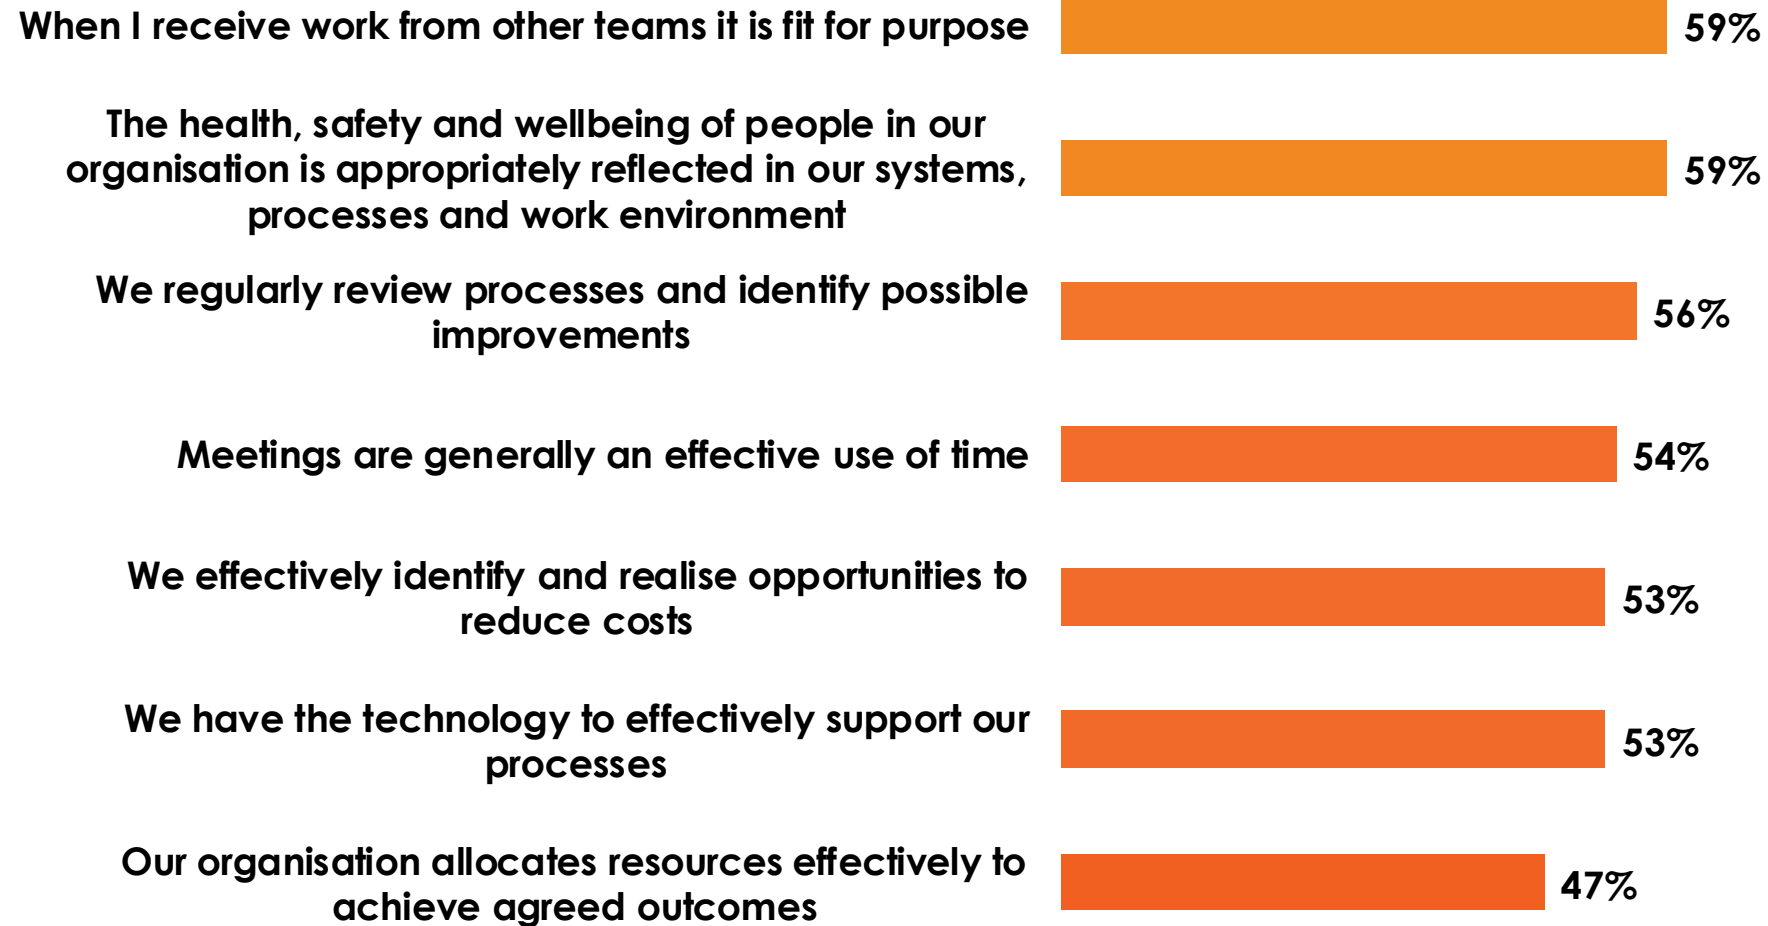 When I receive work from other teams it is fit for purpose
59%
The health, safety and wellbeing of people in our
organisation is appropriately reflected in our systems,
processes and work environment
59%
We regularly review processes and identify possible
improvements
56%
Meetings are generally an effective use of time
54%
We effectively identify and realise opportunities to
reduce costs
53%
We have the technology to effectively support our
processes
53%
Our organisation allocates resources effectively to
achieve agreed outcomes
47%